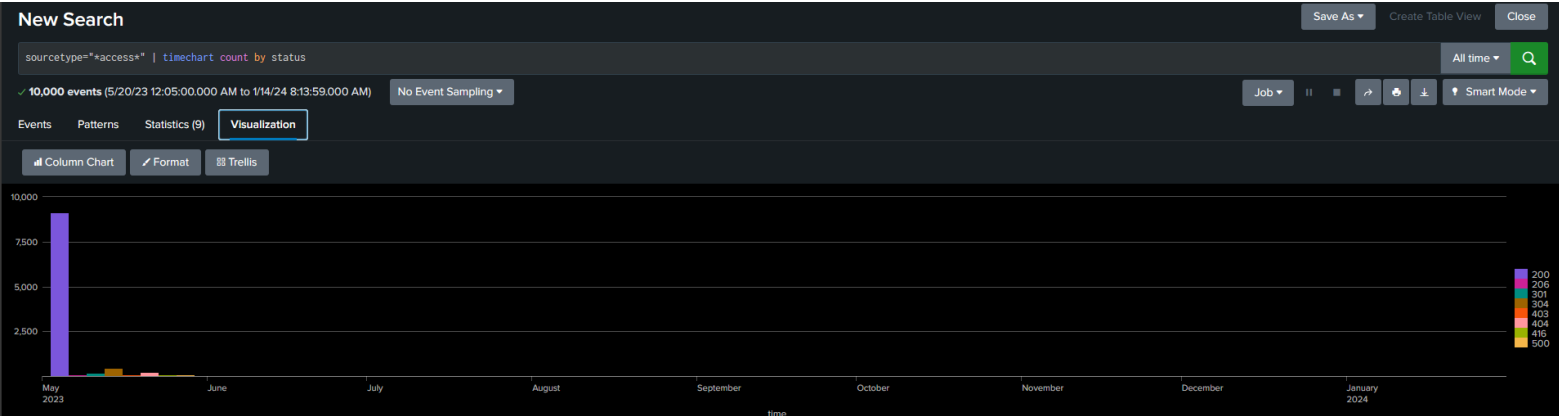 New Search
Save As ▾ Create Table View Close
sourcetype="*access*" | timechart count by status
All time ▾
✓ 10,000 events (5/20/23 12:05:00.000 AM to 1/14/24 8:13:59.000 AM)
No Event Sampling ▾
Job ▾
Smart Mode ▾
Events Patterns Statistics (9) Visualization
Column Chart Format Trellis
10,000
7,500
5,000
2,500
200
206
301
304
403
404
416
500
May June July August September October November December January
2023 2024
time